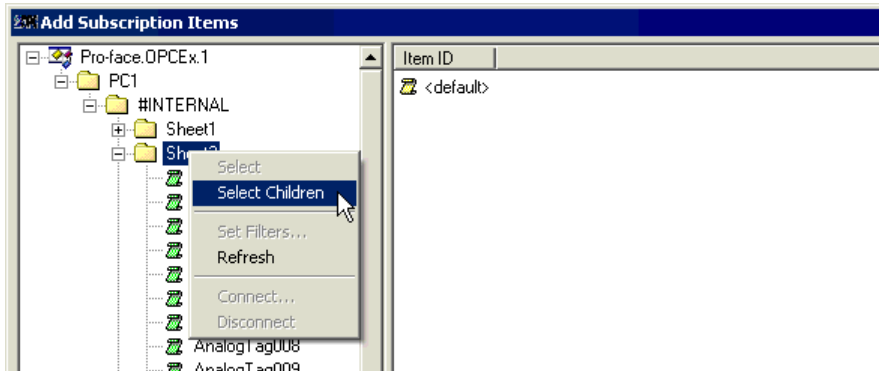 Add Subscription Items
Pro-face.OPCEx.1
PC1
#INTERNAL
Sheet1
Select
Select Children
Set Filters...
Refresh
Connect...
Disconnect
AnalogTag008
AnalogTag009
Item ID
<default>